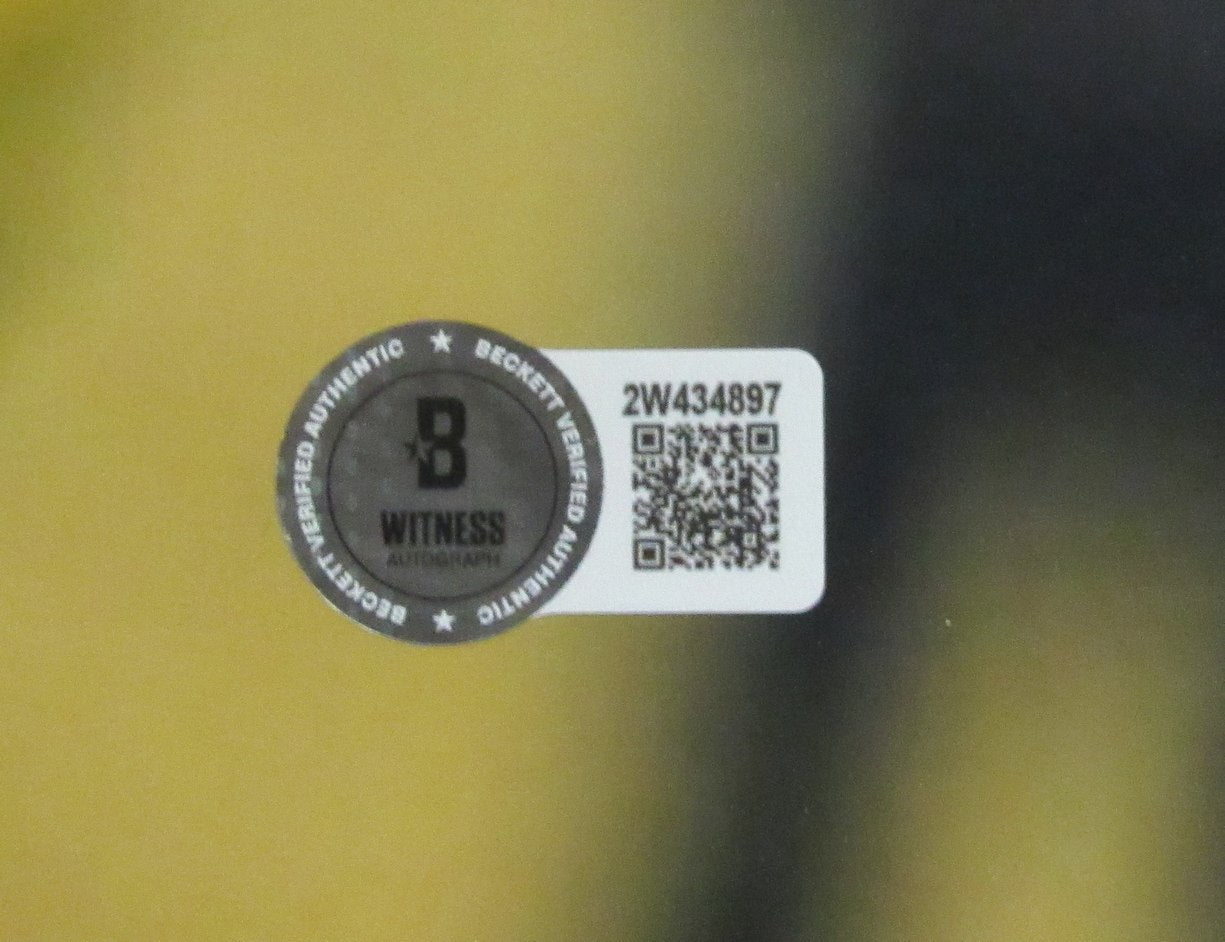 BECKETT VERIFIED AUTHENTIC ★ BECKETT VERIFIED AUTHENTIC ★
B
WITNESS
AUTOGRAPH
2W434897